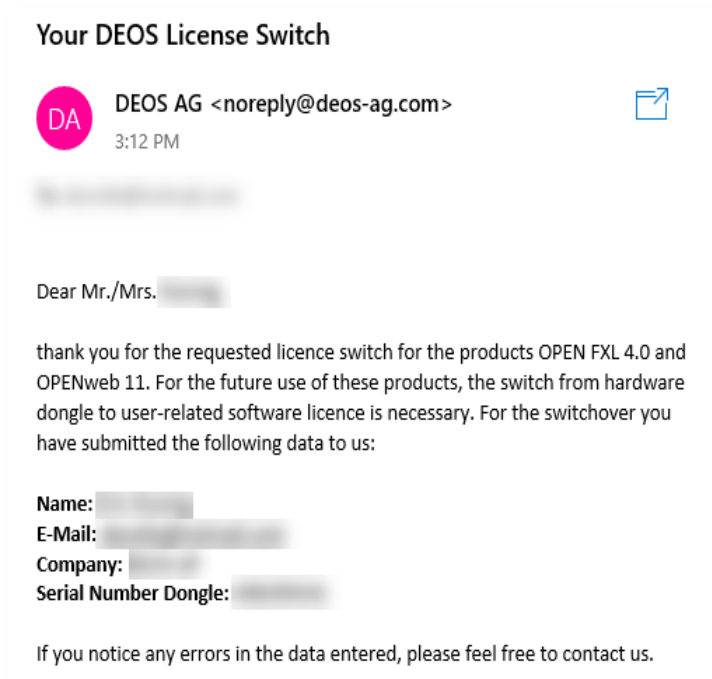 Your DEOS License Switch
DA
DEOS AG <noreply@deos-ag.com>
3:12 PM
Dear Mr./Mrs.
thank you for the requested licence switch for the products OPEN FXL 4.0 and
OPENweb 11. For the future use of these products, the switch from hardware
dongle to user-related software licence is necessary. For the switchover you
have submitted the following data to us:
Name:
E-Mail:
Company:
Serial Number Dongle:
If you notice any errors in the data entered, please feel free to contact us.